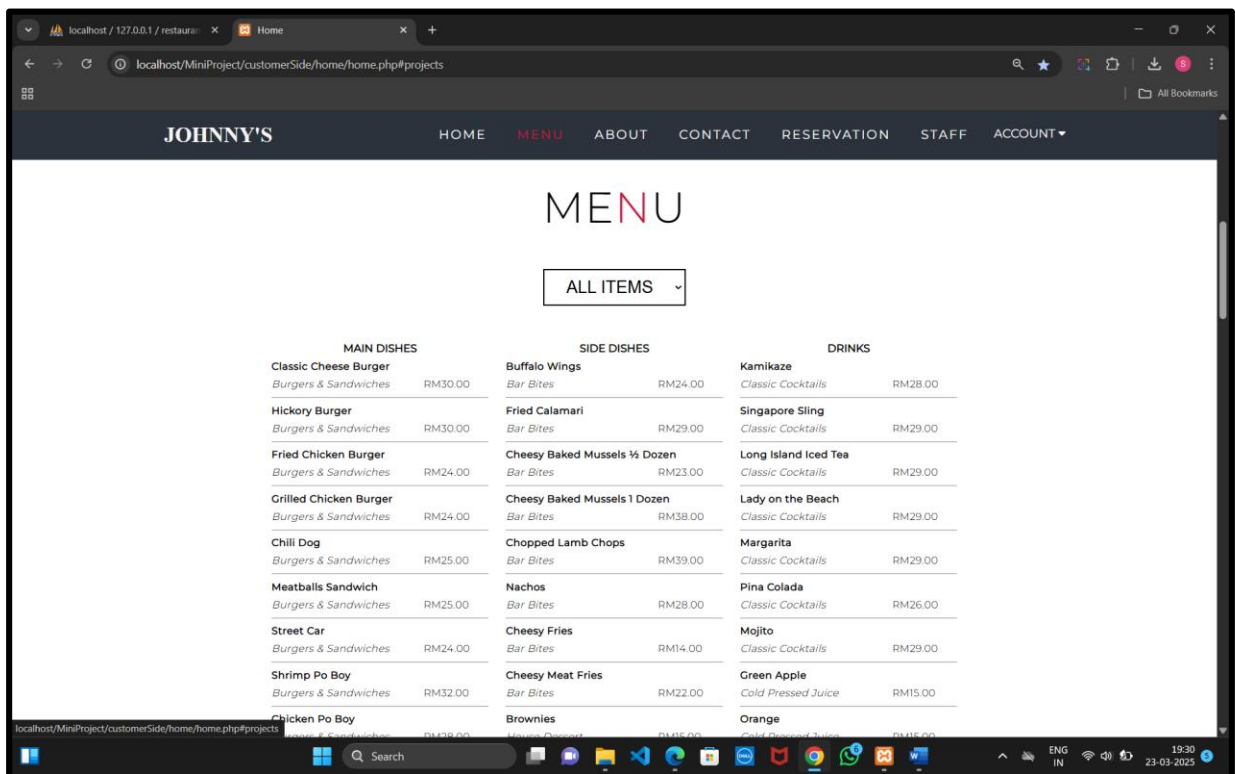 localhost / 127.0.0.1 / restauran
Home
localhost/MiniProject/customerSide/home/home.php#projects
S
All Bookmarks
JOHNNY'S HOME MENU ABOUT CONTACT RESERVATION STAFF ACCOUNT
MENU
ALL ITEMS
MAIN DISHES
Classic Cheese Burger
Burgers & Sandwiches RM30.00
Hickory Burger
Burgers & Sandwiches RM30.00
Fried Chicken Burger
Burgers & Sandwiches RM24.00
Grilled Chicken Burger
Burgers & Sandwiches RM24.00
Chili Dog
Burgers & Sandwiches RM25.00
Meatballs Sandwich
Burgers & Sandwiches RM25.00
Street Car
Burgers & Sandwiches RM24.00
Shrimp Po Boy
Burgers & Sandwiches RM32.00
Chicken Po Boy
SIDE DISHES
Buffalo Wings
Bar Bites RM24.00
Fried Calamari
Bar Bites RM29.00
Cheesy Baked Mussels ½ Dozen
Bar Bites RM23.00
Cheesy Baked Mussels 1 Dozen
Bar Bites RM38.00
Chopped Lamb Chops
Bar Bites RM39.00
Nachos
Bar Bites RM28.00
Cheesy Fries
Bar Bites RM14.00
Cheesy Meat Fries
Bar Bites RM22.00
Brownies
House Dessert RM15.00
DRINKS
Kamikaze
Classic Cocktails RM28.00
Singapore Sling
Classic Cocktails RM29.00
Long Island Iced Tea
Classic Cocktails RM29.00
Lady on the Beach
Classic Cocktails RM29.00
Margarita
Classic Cocktails RM29.00
Pina Colada
Classic Cocktails RM26.00
Mojito
Classic Cocktails RM29.00
Green Apple
Cold Pressed Juice RM15.00
Orange
Cold Pressed Juice RM15.00
localhost/MiniProject/customerSide/home/home.php#projects
Search
ENG
IN
19:30
23-03-2025